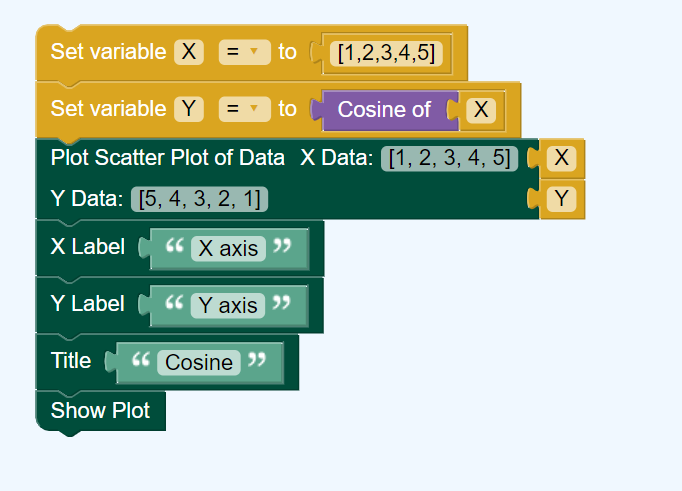 Set variable X = to [1,2,3,4,5]
Set variable Y = to Cosine of X
Plot Scatter Plot of Data X Data: [1, 2, 3, 4, 5] X
Y Data: [5, 4, 3, 2, 1] Y
X Label “ X axis ”
Y Label “ Y axis ”
Title “ Cosine ”
Show Plot